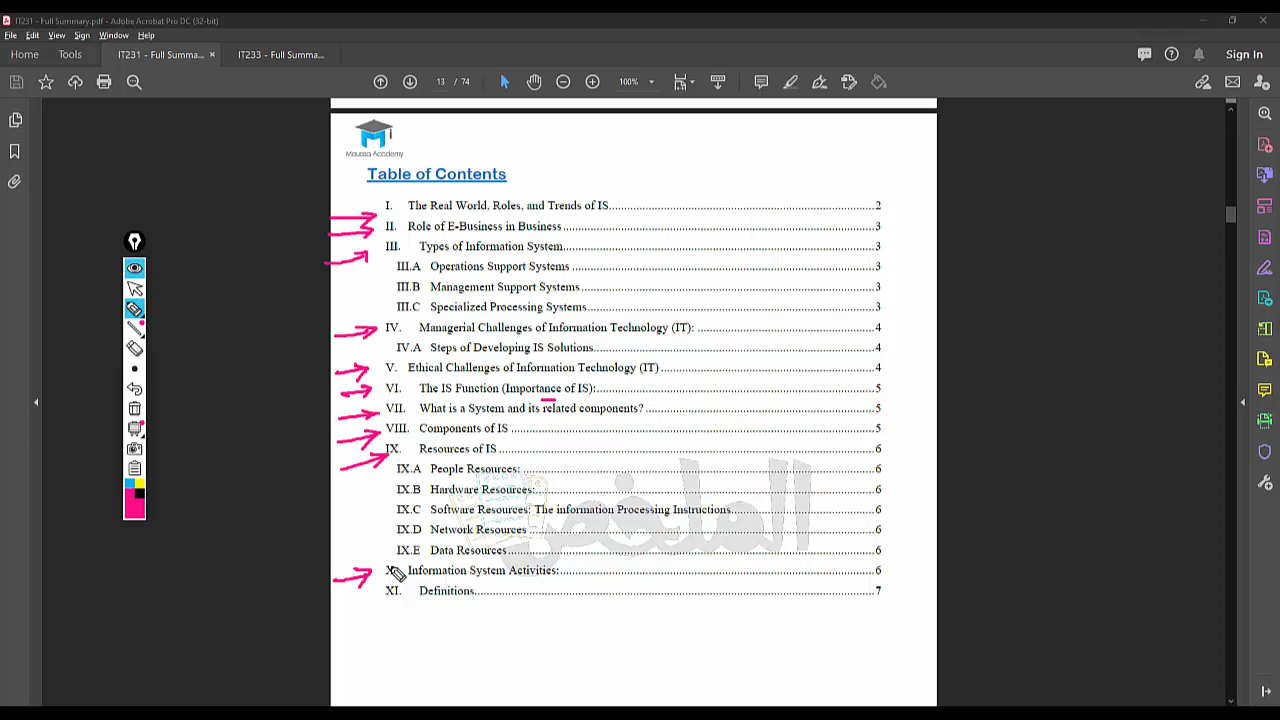 IT231 - Full Summary.pdf - Adobe Acrobat Pro DC (32-bit)
File Edit View Sign Window Help
Home Tools IT231 - Full Summa... × IT233 - Full Summa... Sign In
13 / 74 100%
Moussa Academy
Table of Contents
I. The Real World, Roles, and Trends of IS 2
II. Role of E-Business in Business 3
III. Types of Information System 3
III.A Operations Support Systems 3
III.B Management Support Systems 3
III.C Specialized Processing Systems 3
IV. Managerial Challenges of Information Technology (IT): 4
IV.A Steps of Developing IS Solutions 4
V. Ethical Challenges of Information Technology (IT) 4
VI. The IS Function (Importance of IS): 5
VII. What is a System and its related components? 5
VIII. Components of IS 5
IX. Resources of IS 6
IX.A People Resources: 6
IX.B Hardware Resources: 6
IX.C Software Resources: The information Processing Instructions 6
IX.D Network Resources 6
IX.E Data Resources 6
X. Information System Activities: 6
XI. Definitions 7
الملخص